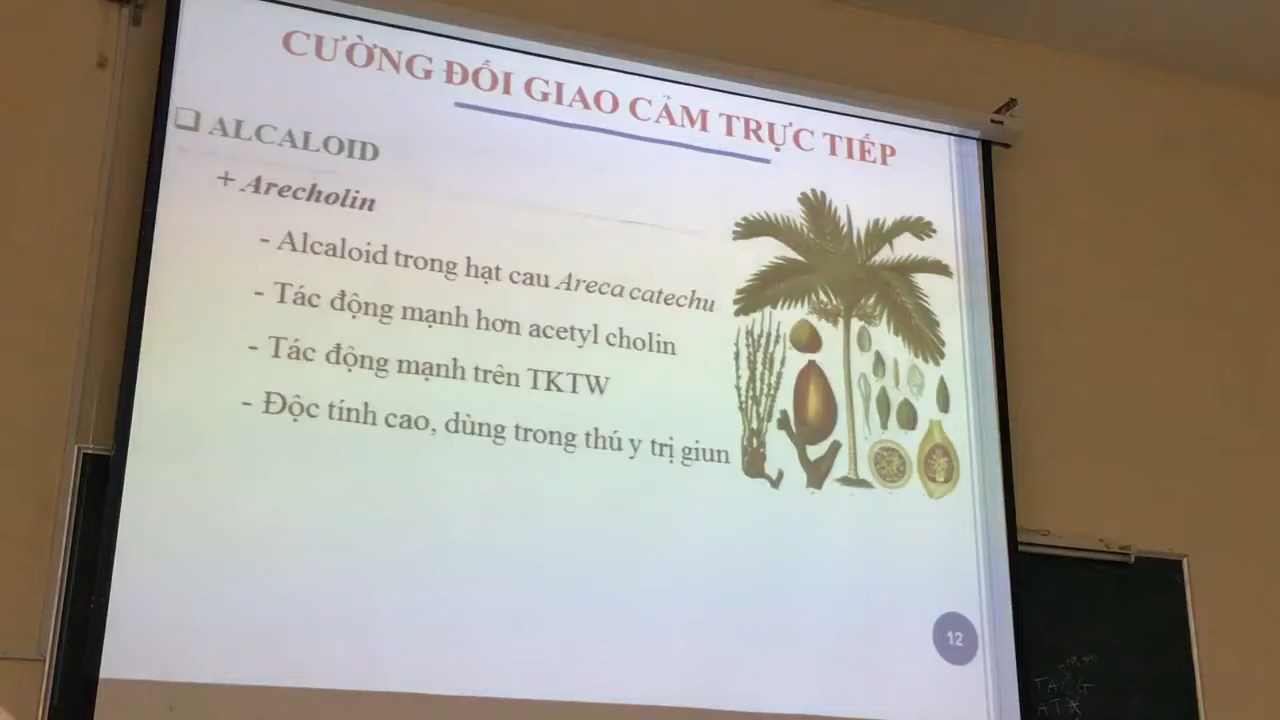 CƯỜNG ĐỐI GIAO CẢM TRỰC TIẾP
❑ ALCALOID
+ Arecholin
- Alcaloid trong hạt cau Areca catechu
- Tác động mạnh hơn acetyl cholin
- Tác động mạnh trên TKTW
- Độc tính cao, dùng trong thú y trị giun
12